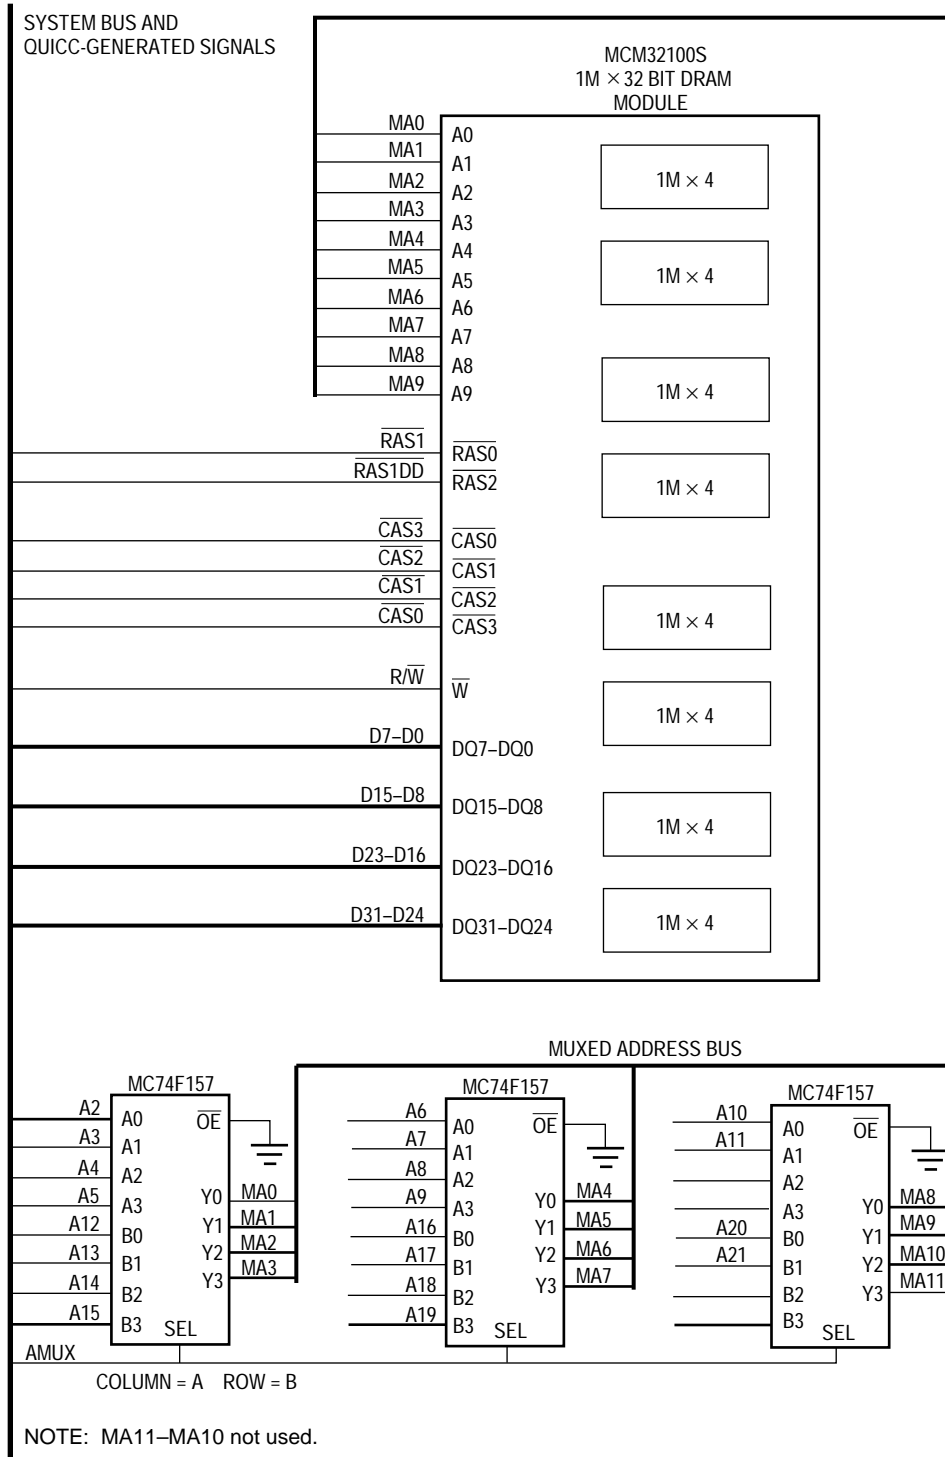 SYSTEM BUS AND
QUICC-GENERATED SIGNALS
MCM32100S
1M × 32 BIT DRAM
MODULE
MA0
A0
MA1
A1
MA2
A2
MA3
A3
MA4
A4
MA5
A5
MA6
A6
MA7
A7
MA8
A8
MA9
A9
1M × 4
1M × 4
1M × 4
1M × 4
1M × 4
1M × 4
1M × 4
1M × 4
RAS1
RAS0
RAS1DD
RAS2
CAS3
CAS0
CAS2
CAS1
CAS1
CAS2
CAS0
CAS3
R/W
W
D7–D0
DQ7–DQ0
D15–D8
DQ15–DQ8
D23–D16
DQ23–DQ16
D31–D24
DQ31–DQ24
MUXED ADDRESS BUS
MC74F157
A2
A0
OE
A3
A1
A4
A2
A5
A3
Y0
MA0
A12
B0
Y1
MA1
A13
B1
Y2
MA2
A14
B2
Y3
MA3
A15
B3
SEL
MC74F157
A6
A0
OE
A7
A1
A8
A2
A9
A3
Y0
MA4
A16
B0
Y1
MA5
A17
B1
Y2
MA6
A18
B2
Y3
MA7
A19
B3
SEL
MC74F157
A10
A0
OE
A11
A1
A2
A3
Y0
MA8
A20
B0
Y1
MA9
A21
B1
Y2
MA10
B2
Y3
MA11
B3
SEL
AMUX
COLUMN = A ROW = B
NOTE: MA11–MA10 not used.